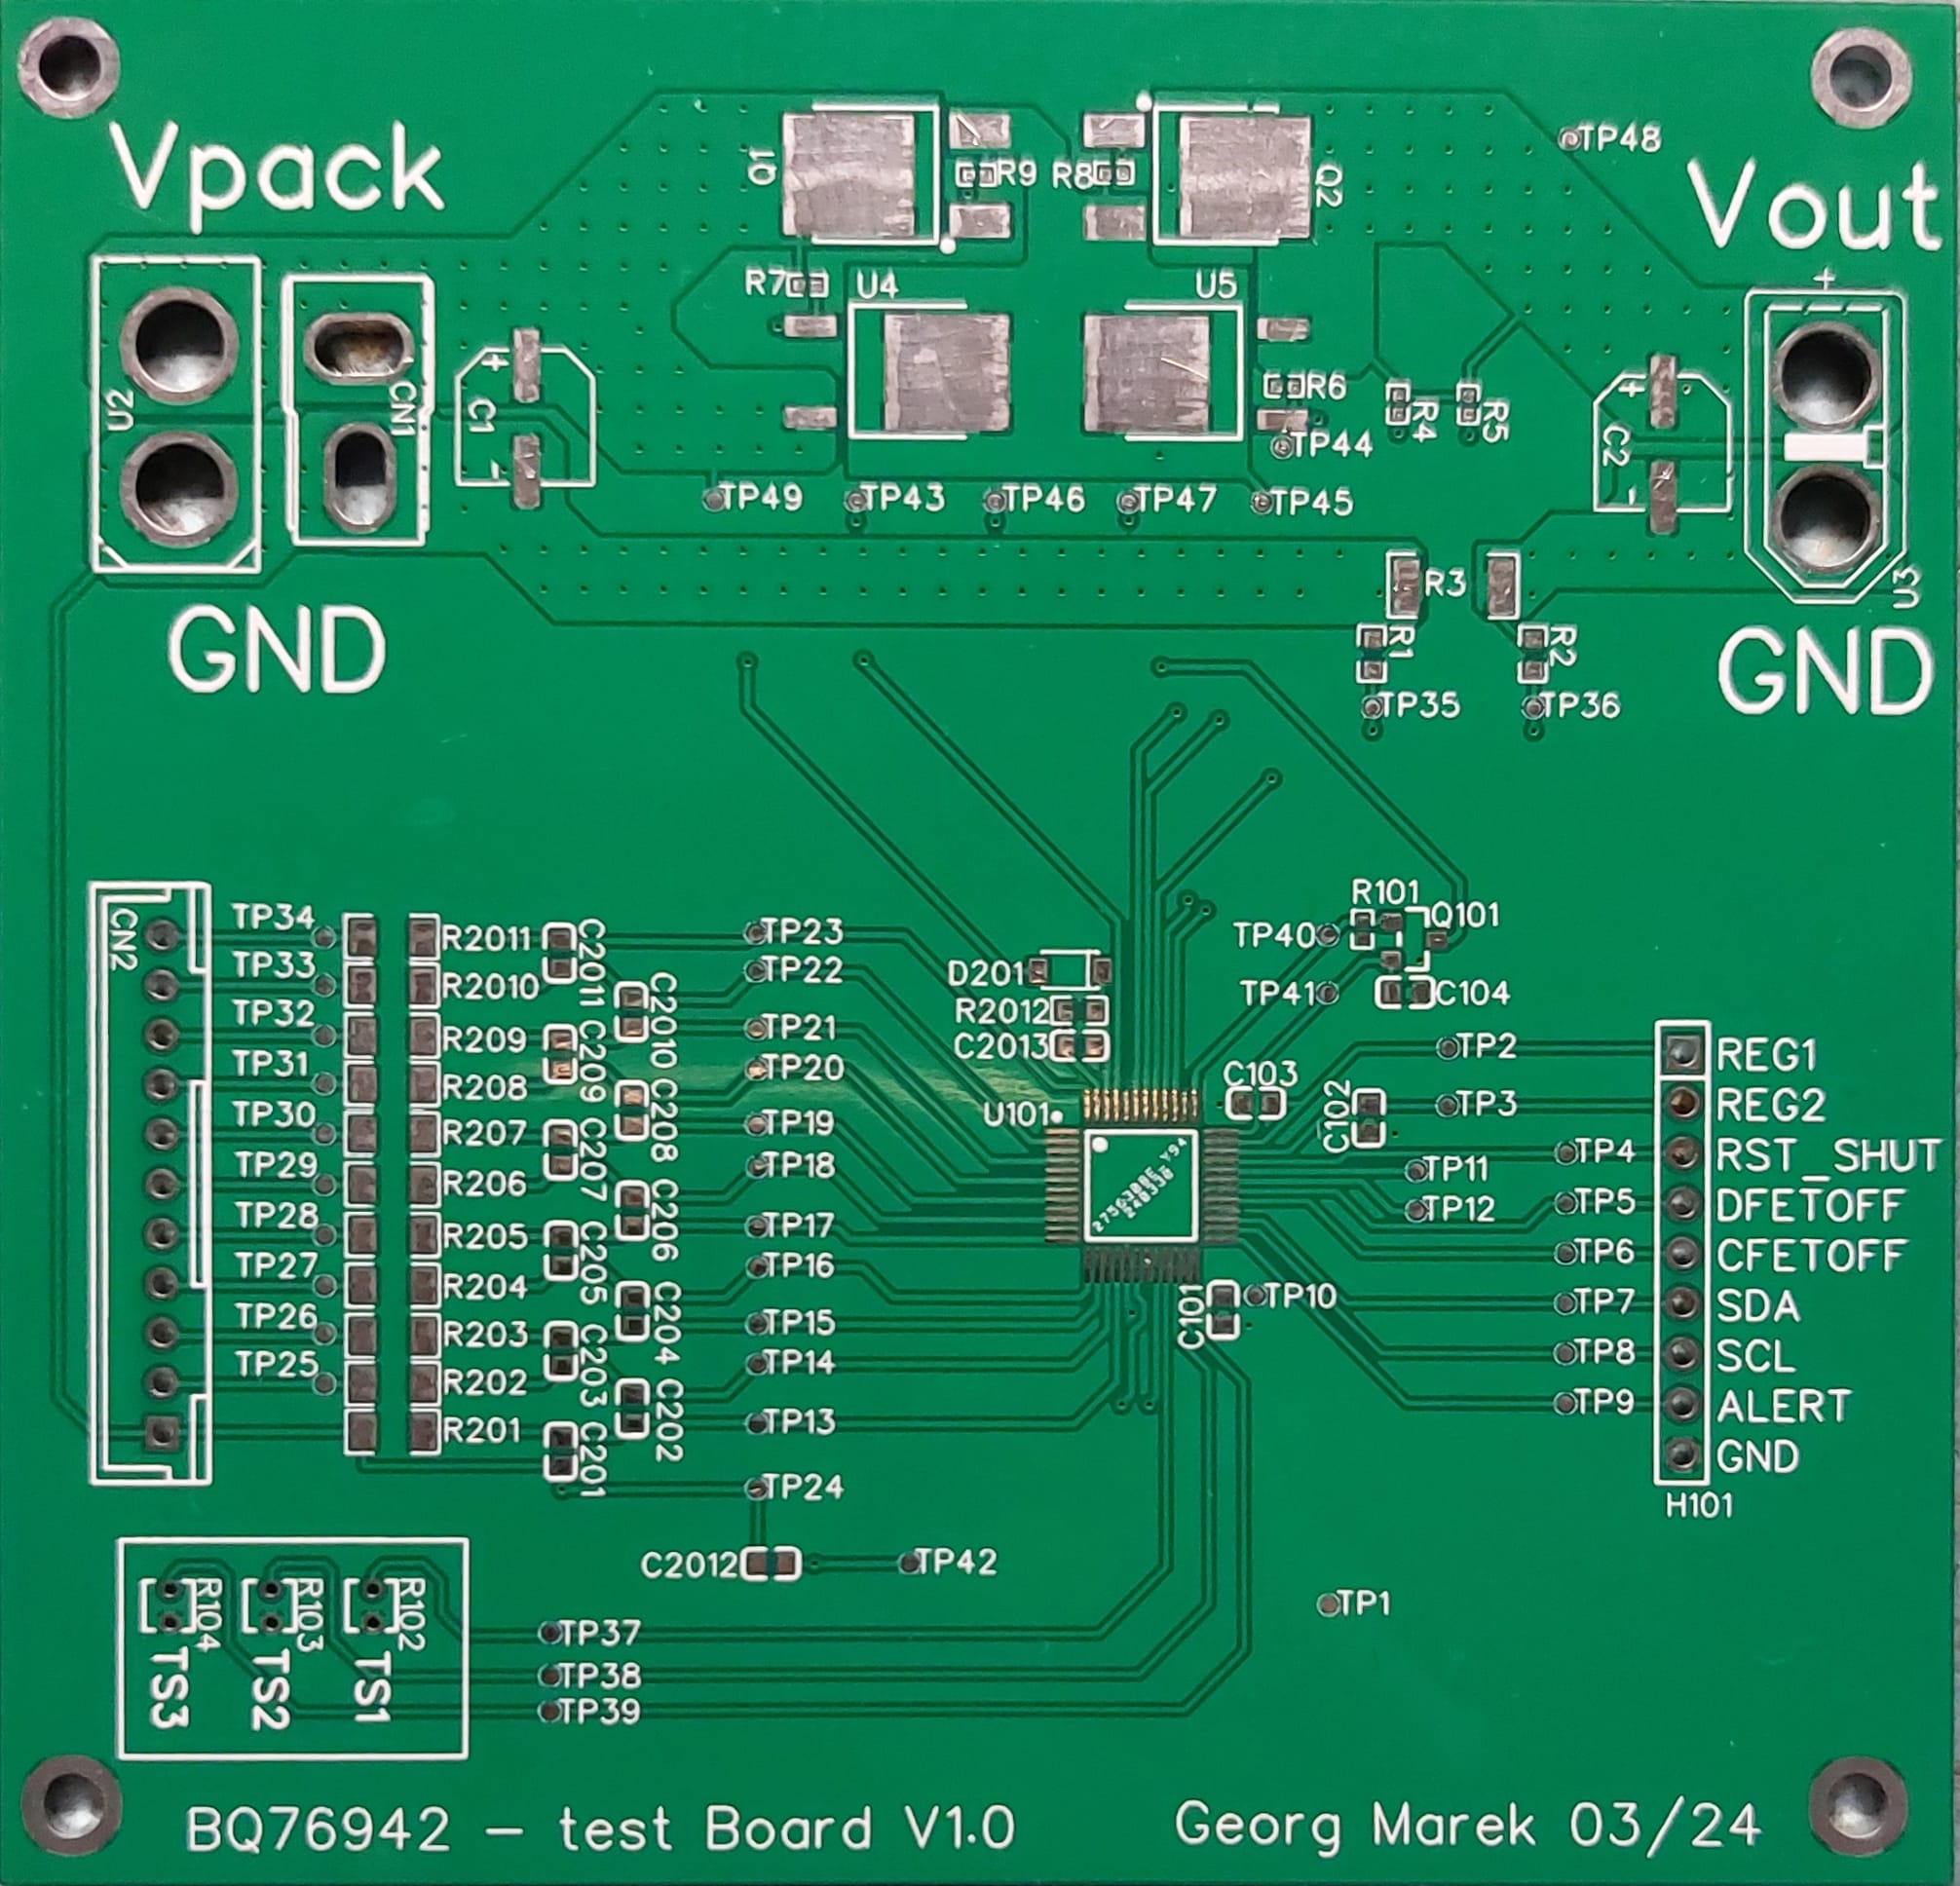 Vpack
Vout
Q1
R9
R8
Q2
TP48
+
R7
U4
U5
U2
CN1
+
C1
-
R6
R4
R5
+
C2
-
TP44
TP49
TP43
TP46
TP47
TP45
R3
U3
GND
GND
R1
R2
TP35
TP36
CN2
TP34
R2011
C2011
TP23
TP33
R2010
C2010
TP22
TP32
R209
C209
TP21
TP31
R208
C208
TP20
TP30
R207
C207
TP19
TP29
R206
C206
TP18
TP28
R205
C205
TP17
TP27
R204
C204
TP16
TP26
R203
C203
TP15
TP25
R202
C202
TP14
R201
C201
TP13
TP24
D201
R2012
C2013
U101
R101
Q101
TP40
TP41
C104
C103
C102
TP2
REG1
TP3
REG2
TP4
RST_SHUT
TP11
TP12
TP5
DFETOFF
TP6
CFETOFF
C101
TP10
TP7
SDA
TP8
SCL
TP9
ALERT
GND
H101
C2012
TP42
R104
R103
R102
TS3
TS2
TS1
TP37
TP38
TP39
TP1
BQ76942 - test Board V1.0
Georg Marek 03/24